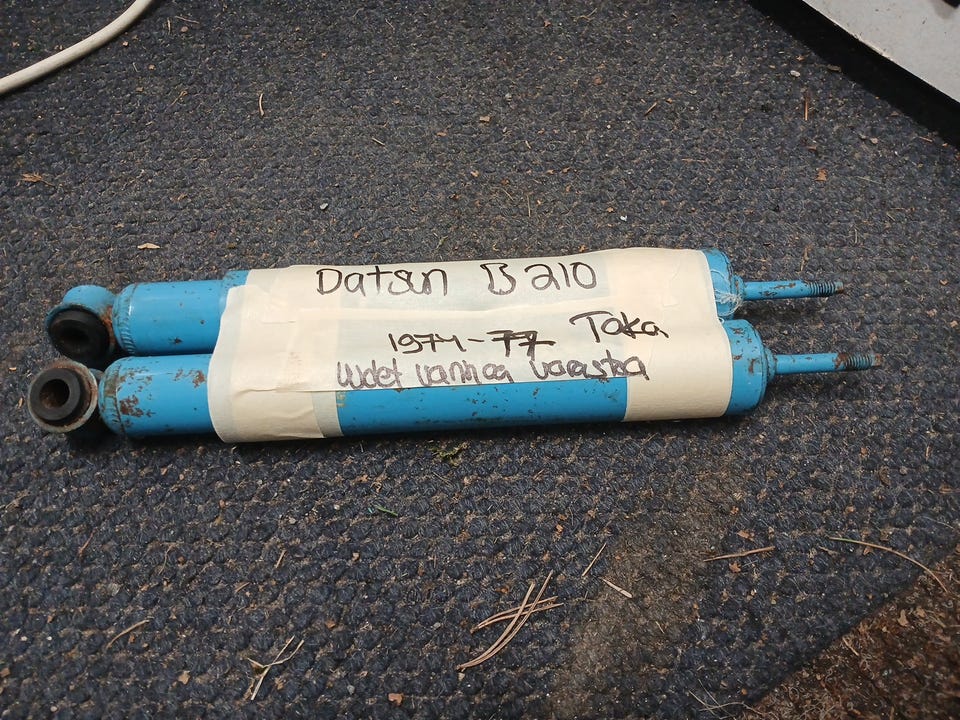 Datsun B210
1974-77 Taka
Uudet vanhaa varastoa